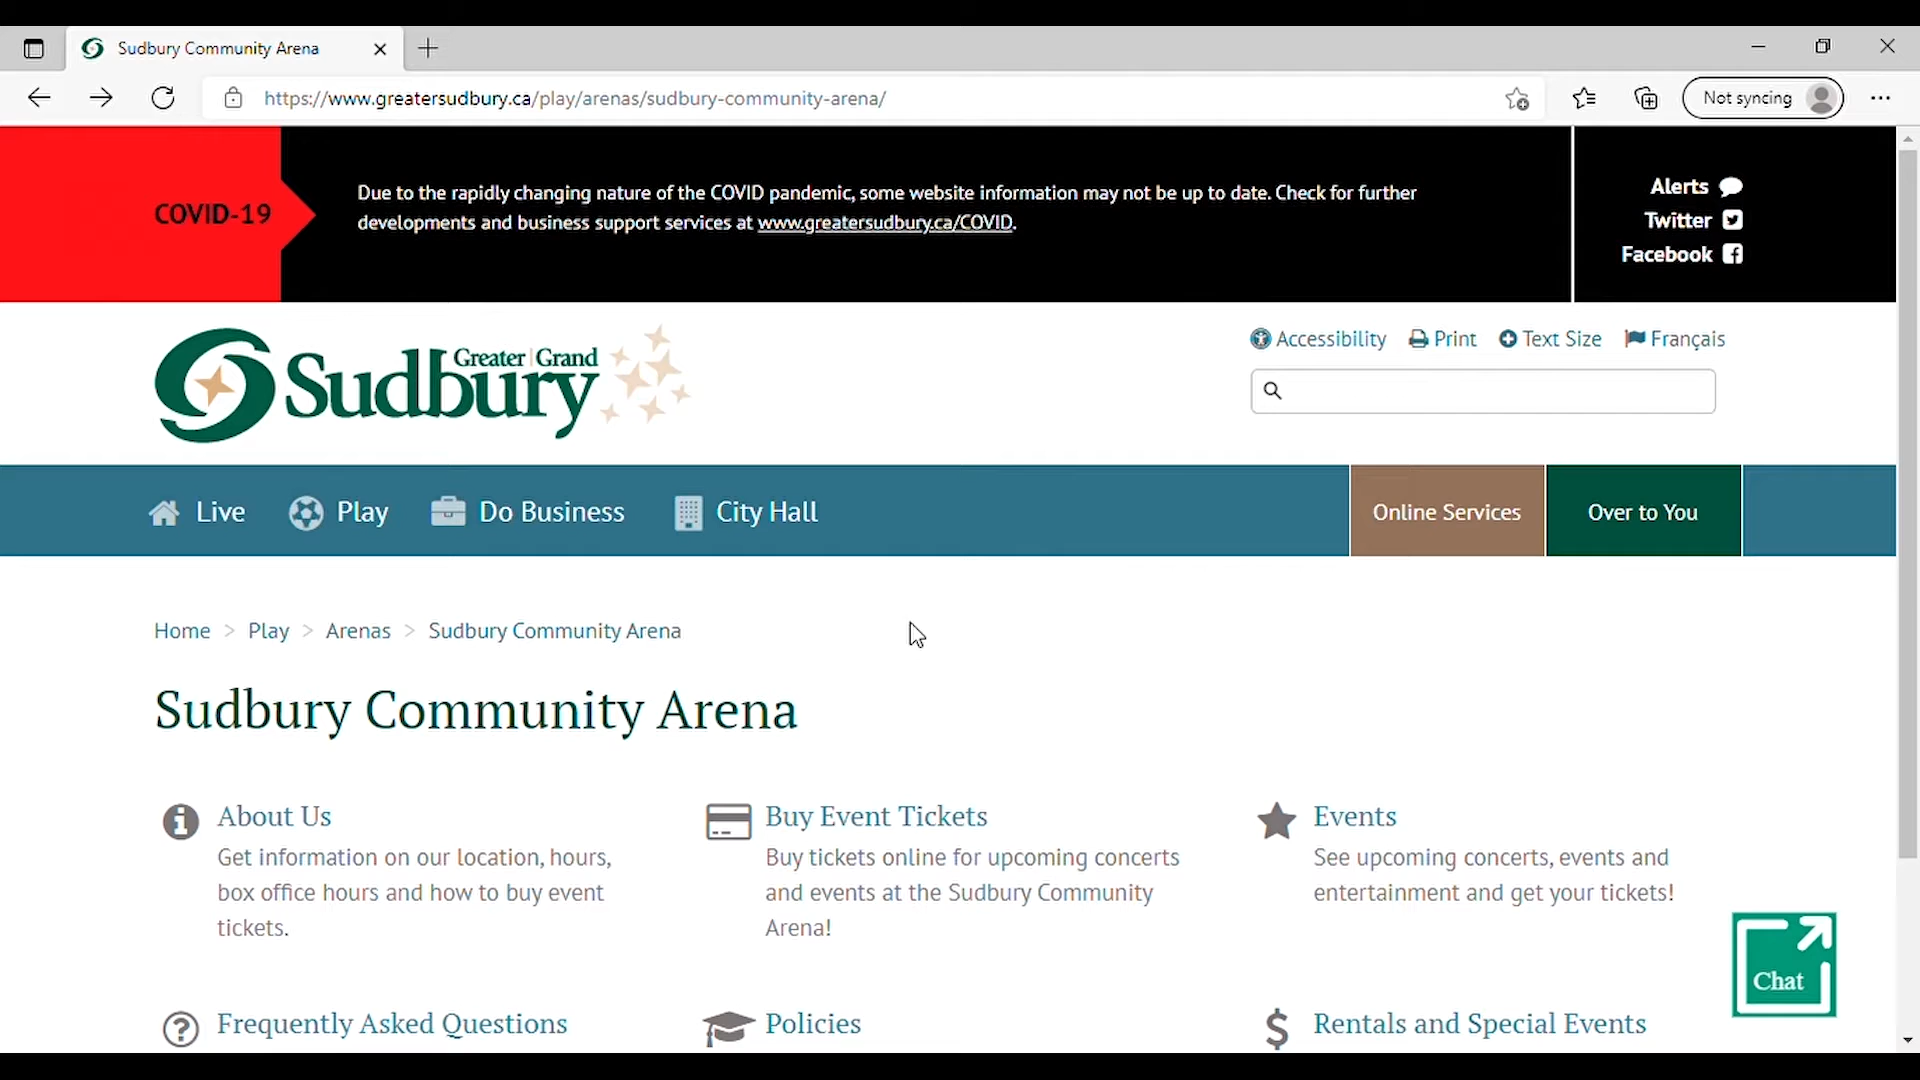 Sudbury Community Arena
https://www.greatersudbury.ca/play/arenas/sudbury-community-arena/
Not syncing
COVID-19
Due to the rapidly changing nature of the COVID pandemic, some website information may not be up to date. Check for further
developments and business support services at www.greatersudbury.ca/COVID.
Alerts
Twitter
Facebook
Greater | Grand
Sudbury
Accessibility Print Text Size Français
Live Play Do Business City Hall Online Services Over to You
Home > Play > Arenas > Sudbury Community Arena
Sudbury Community Arena
About Us
Get information on our location, hours,
box office hours and how to buy event
tickets.
Buy Event Tickets
Buy tickets online for upcoming concerts
and events at the Sudbury Community
Arena!
Events
See upcoming concerts, events and
entertainment and get your tickets!
Chat
Frequently Asked Questions
Policies
Rentals and Special Events